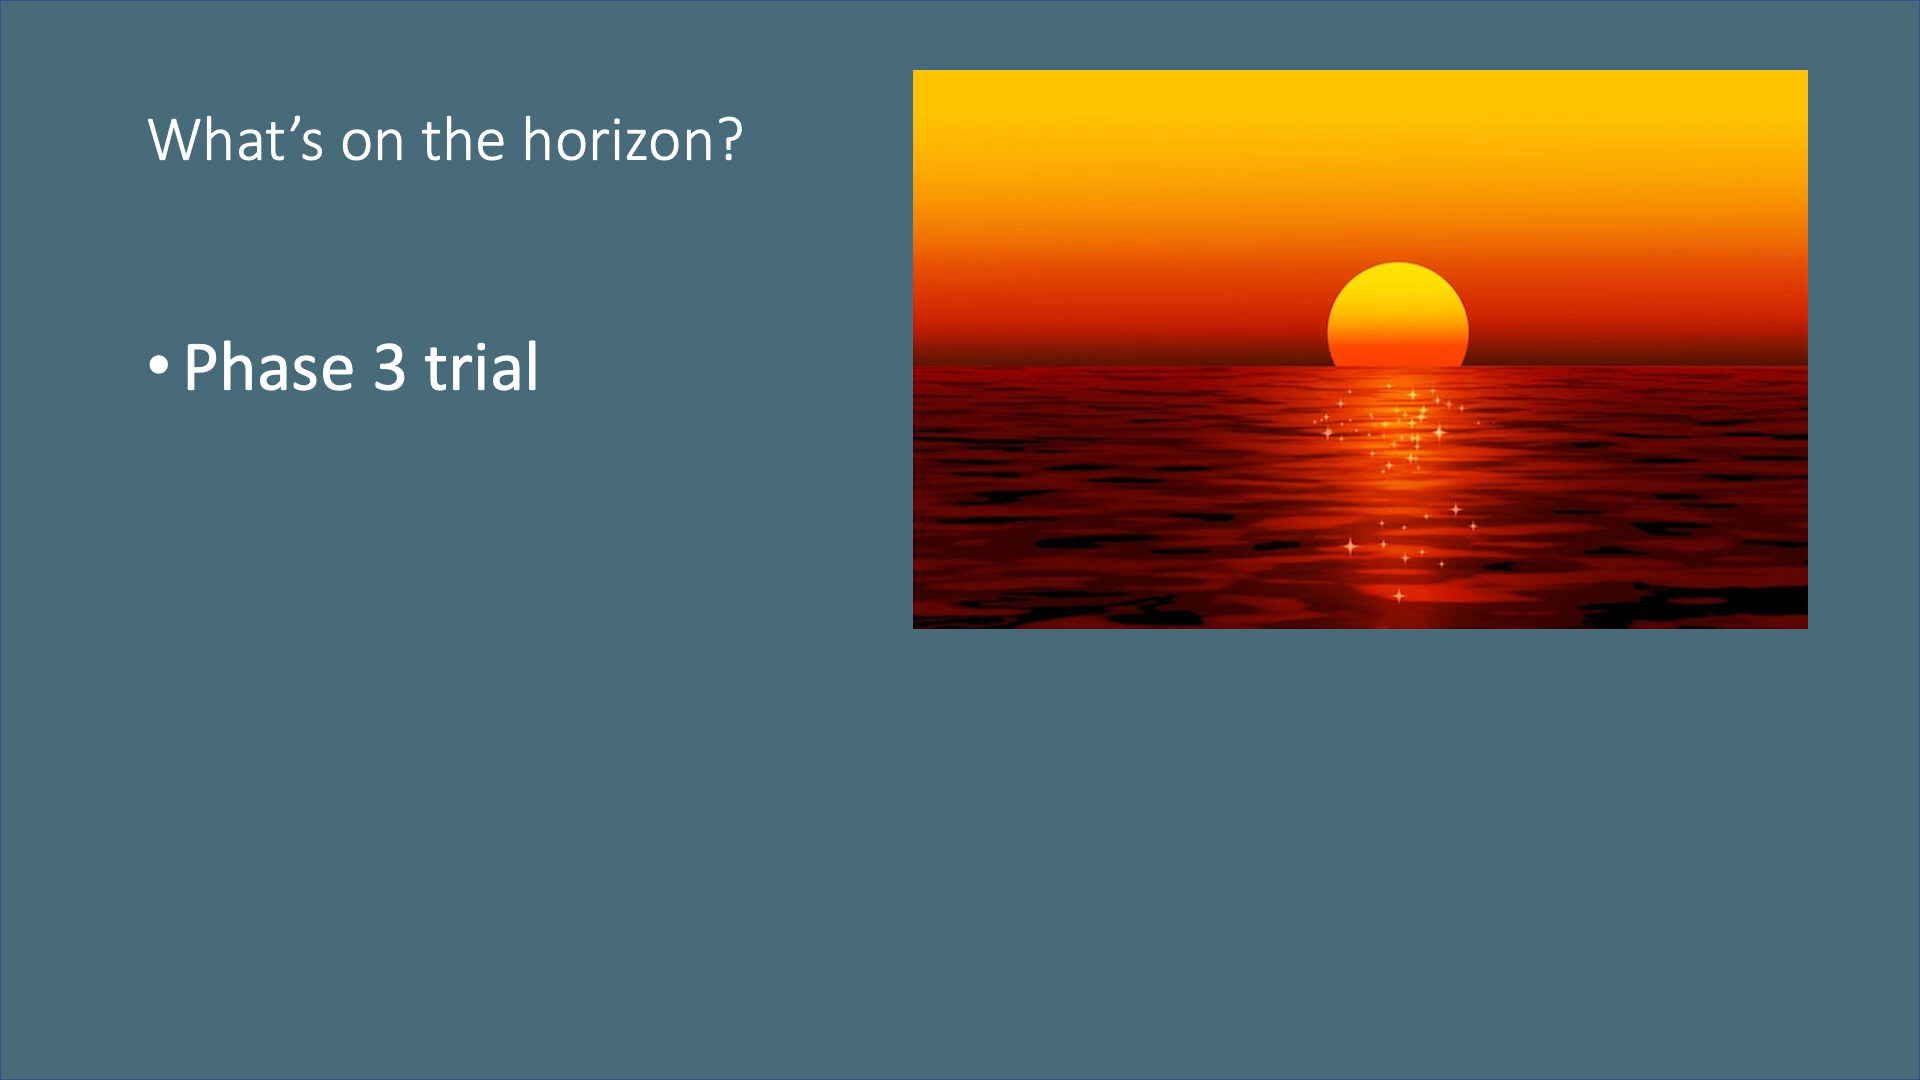 What’s on the horizon?
• Phase 3 trial